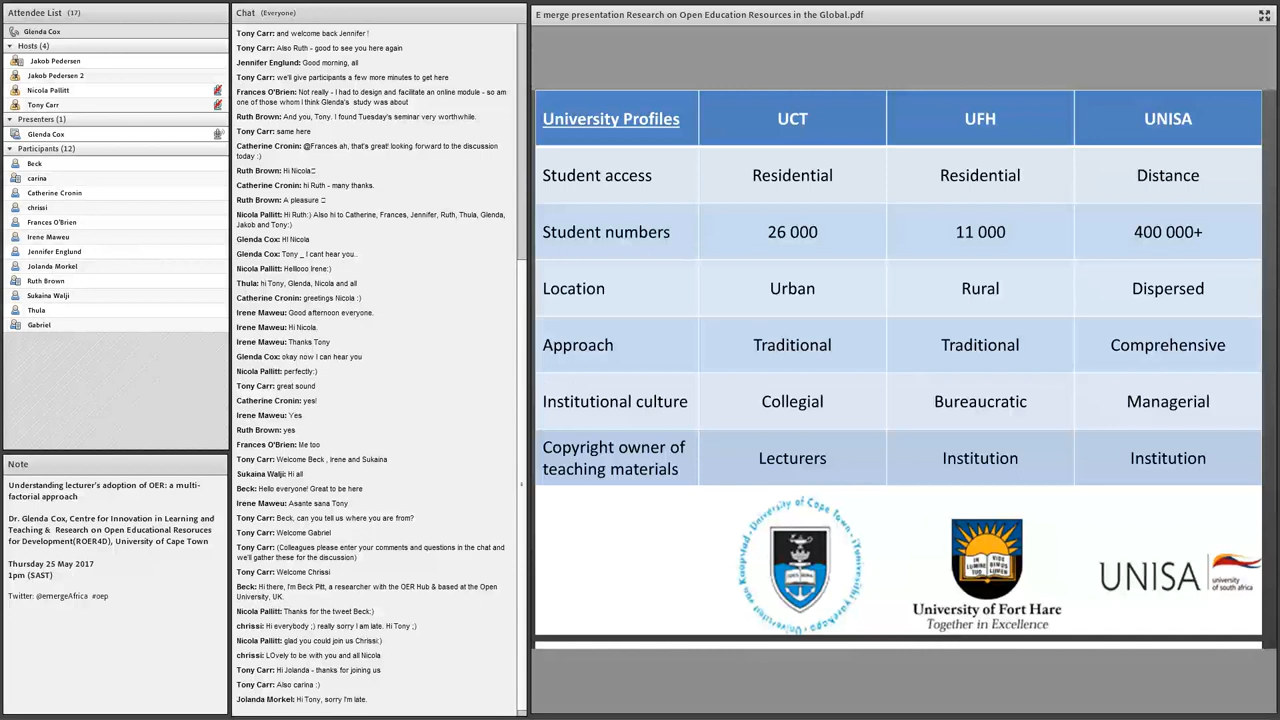 Attendee List (17)
Glenda Cox
Hosts (4)
Jakob Pedersen
Jakob Pedersen 2
Nicola Pallitt
Tony Carr
Presenters (1)
Glenda Cox
Participants (12)
Beck
carina
Catherine Cronin
chrissi
Frances O'Brien
Irene Maweu
Jennifer Englund
Jolanda Morkel
Ruth Brown
Sukaina Walji
Thula
Gabriel
Note
Understanding lecturer's adoption of OER: a multi-
factorial approach
Dr. Glenda Cox, Centre for Innovation in Learning and
Teaching & Research on Open Educational Resoruces
for Development(ROER4D), University of Cape Town
Thursday 25 May 2017
1pm (SAST)
Twitter: @emergeAfrica #oep
Chat (Everyone)
Tony Carr: and welcome back Jennifer !
Tony Carr: Also Ruth - good to see you here again
Jennifer Englund: Good morning, all
Tony Carr: we'll give participants a few more minutes to get here
Frances O'Brien: Not really - I had to design and facilitate an online module - so am
one of those whom I think Glenda's study was about
Ruth Brown: And you, Tony. I found Tuesday's seminar very worthwhile.
Tony Carr: same here
Catherine Cronin: @Frances ah, that's great! looking forward to the discussion
today :)
Ruth Brown: Hi Nicola
Catherine Cronin: hi Ruth - many thanks.
Ruth Brown: A pleasure
Nicola Pallitt: Hi Ruth:) Also hi to Catherine, Frances, Jennifer, Ruth, Thula, Glenda,
Jakob and Tony:)
Glenda Cox: HI Nicola
Glenda Cox: Tony _ I cant hear you..
Nicola Pallitt: Hellooo Irene:)
Thula: hi Tony, Glenda, Nicola and all
Catherine Cronin: greetings Nicola :)
Irene Maweu: Good afternoon everyone.
Irene Maweu: Hi Nicola.
Irene Maweu: Thanks Tony
Glenda Cox: okay now I can hear you
Nicola Pallitt: perfectly:)
Tony Carr: great sound
Catherine Cronin: yes!
Irene Maweu: Yes
Ruth Brown: yes
Frances O'Brien: Me too
Tony Carr: Welcome Beck , Irene and Sukaina
Sukaina Walji: Hi all
Beck: Hello everyone! Great to be here
Irene Maweu: Asante sana Tony
Tony Carr: Beck, can you tell us where you are from?
Tony Carr: Welcome Gabriel
Tony Carr: (Colleagues please enter your comments and questions in the chat and
we'll gather these for the discussion)
Tony Carr: Welcome Chrissi
Beck: Hi there, I'm Beck Pitt, a researcher with the OER Hub & based at the Open
University, UK.
Nicola Pallitt: Thanks for the tweet Beck:)
chrissi: Hi everybody ;) really sorry I am late. Hi Tony ;)
Nicola Pallitt: glad you could join us Chrissi:)
chrissi: LOvely to be with you and all Nicola
Tony Carr: Hi Jolanda - thanks for joining us
Tony Carr: Also carina :)
Jolanda Morkel: Hi Tony, sorry I'm late.
E merge presentation Research on Open Education Resources in the Global.pdf
University Profiles UCT UFH UNISA
Student access Residential Residential Distance
Student numbers 26 000 11 000 400 000+
Location Urban Rural Dispersed
Approach Traditional Traditional Comprehensive
Institutional culture Collegial Bureaucratic Managerial
Copyright owner of
teaching materials Lecturers Institution Institution
University of Cape Town
University of Fort Hare
Together in Excellence
UNISA
university
of south africa